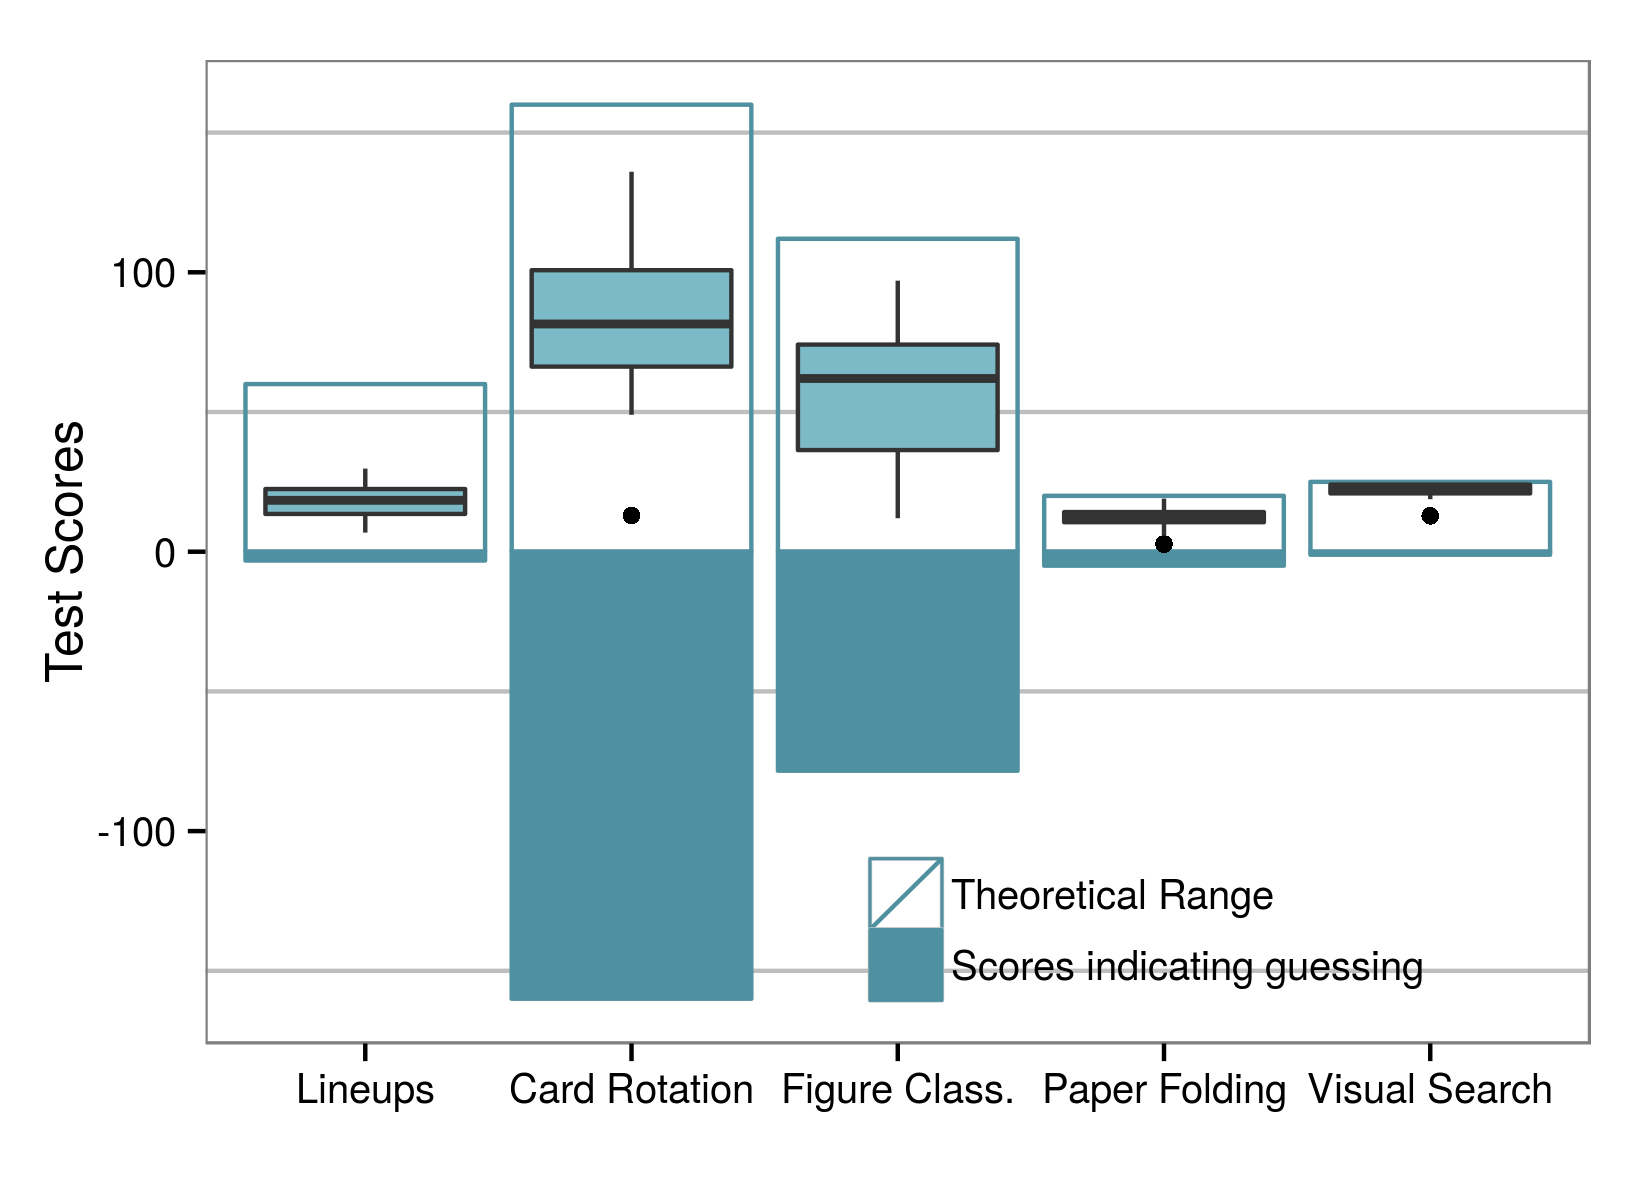 Test Scores
100
0
-100
Theoretical Range
Scores indicating guessing
Lineups
Card Rotation
Figure Class.
Paper Folding
Visual Search